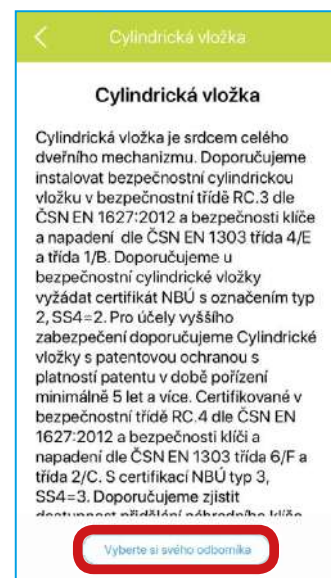 Cylindrická vložka
Cylindrická vložka
Cylindrická vložka je srdcem celého
dveřního mechanizmu. Doporučujeme
instalovat bezpečnostní cylindrickou
vložku v bezpečnostní třídě RC.3 dle
ČSN EN 1627:2012 a bezpečnosti klíče
a napadení dle ČSN EN 1303 třída 4/E
a třída 1/B. Doporučujeme u
bezpečnostní cylindrické vložky
vyžádat certifikát NBÚ s označením typ
2, SS4=2. Pro účely vyššího
zabezpečení doporučujeme Cylindrické
vložky s patentovou ochranou s
platností patentu v době pořízení
minimálně 5 let a více. Certifikované v
bezpečnostní třídě RC.4 dle ČSN EN
1627:2012 a bezpečnosti klíči a
napadení dle ČSN EN 1303 třída 6/F a
třída 2/C. S certifikací NBÚ typ 3,
SS4=3. Doporučujeme zjistit
dostupnost přidělání náhradního klíče
Vyberte si svého odborníka